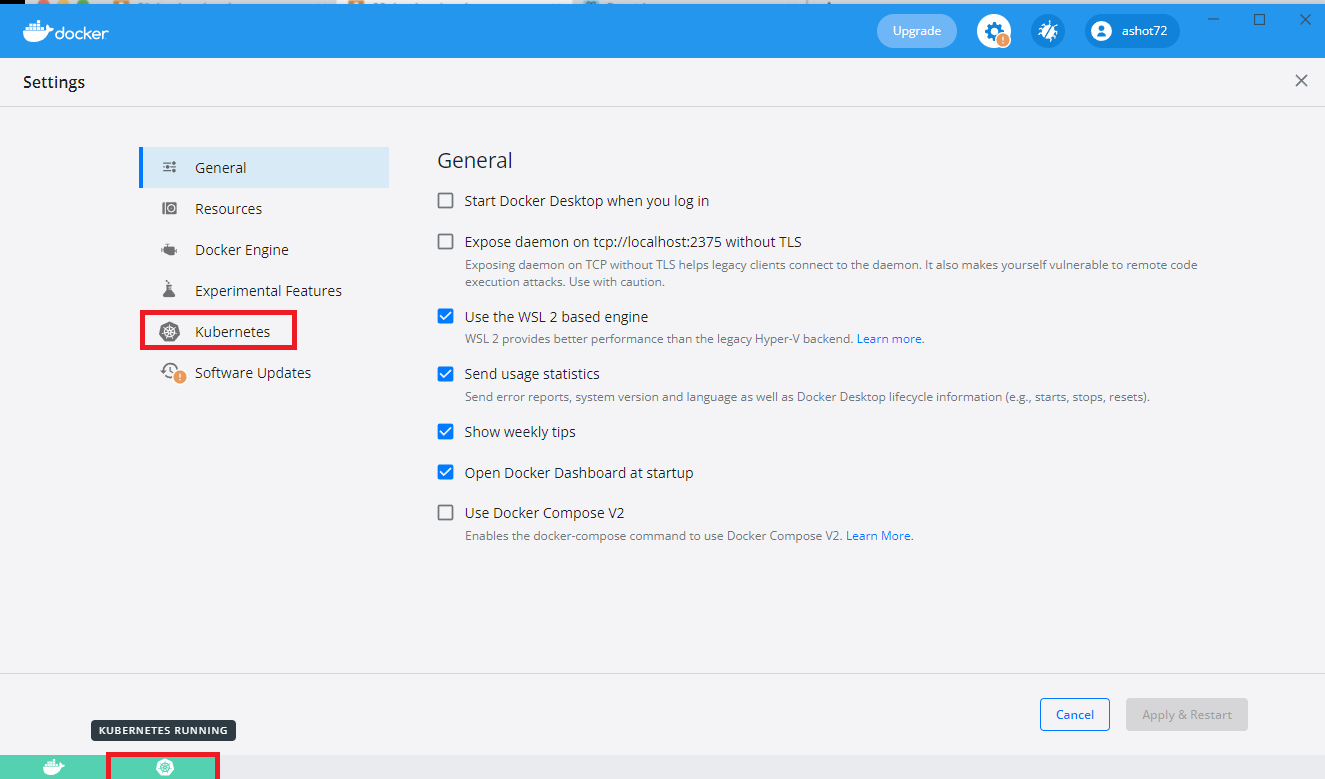 docker
Upgrade
ashot72
Settings
General
Resources
Docker Engine
Experimental Features
Kubernetes
Software Updates
General
Start Docker Desktop when you log in
Expose daemon on tcp://localhost:2375 without TLS
Exposing daemon on TCP without TLS helps legacy clients connect to the daemon. It also makes yourself vulnerable to remote code
execution attacks. Use with caution.
Use the WSL 2 based engine
WSL 2 provides better performance than the legacy Hyper-V backend. Learn more.
Send usage statistics
Send error reports, system version and language as well as Docker Desktop lifecycle information (e.g., starts, stops, resets).
Show weekly tips
Open Docker Dashboard at startup
Use Docker Compose V2
Enables the docker-compose command to use Docker Compose V2. Learn More.
Cancel
Apply & Restart
KUBERNETES RUNNING